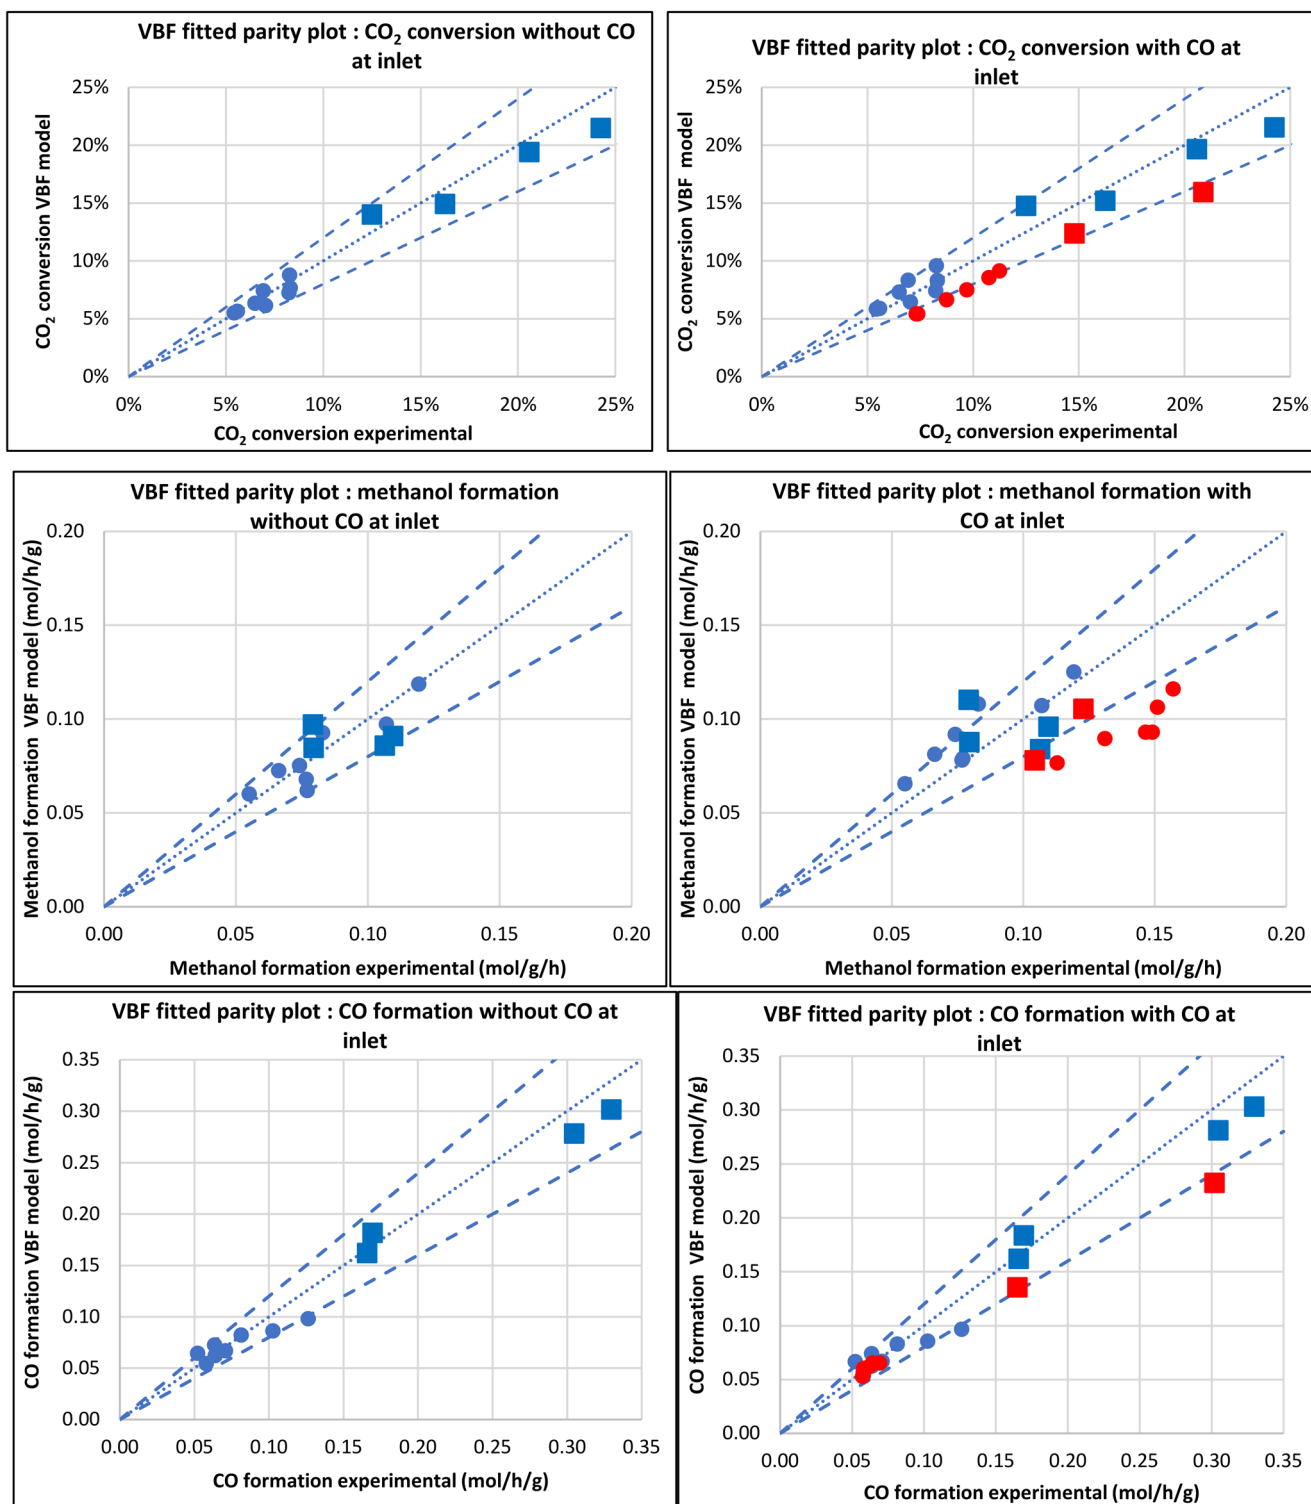 VBF fitted parity plot : CO₂ conversion without CO
at inlet
CO₂ conversion VBF model
25%
20%
15%
10%
5%
0%
0% 5% 10% 15% 20% 25%
CO₂ conversion experimental
VBF fitted parity plot : CO₂ conversion with CO at
inlet
CO₂ conversion VBF model
25%
20%
15%
10%
5%
0%
0% 5% 10% 15% 20% 25%
CO₂ conversion experimental
VBF fitted parity plot : methanol formation
without CO at inlet
Methanol formation VBF model (mol/h/g)
0.20
0.15
0.10
0.05
0.00
0.00 0.05 0.10 0.15 0.20
Methanol formation experimental (mol/g/h)
VBF fitted parity plot : methanol formation with
CO at inlet
Methanol formation VBF model (mol/h/g)
0.20
0.15
0.10
0.05
0.00
0.00 0.05 0.10 0.15 0.20
Methanol formation experimental (mol/g/h)
VBF fitted parity plot : CO formation without CO at
inlet
CO formation VBF model (mol/h/g)
0.35
0.30
0.25
0.20
0.15
0.10
0.05
0.00
0.00 0.05 0.10 0.15 0.20 0.25 0.30 0.35
CO formation experimental (mol/h/g)
VBF fitted parity plot : CO formation with CO at
inlet
CO formation VBF model (mol/h/g)
0.35
0.30
0.25
0.20
0.15
0.10
0.05
0.00
0.00 0.05 0.10 0.15 0.20 0.25 0.30 0.35
CO formation experimental (mol/h/g)